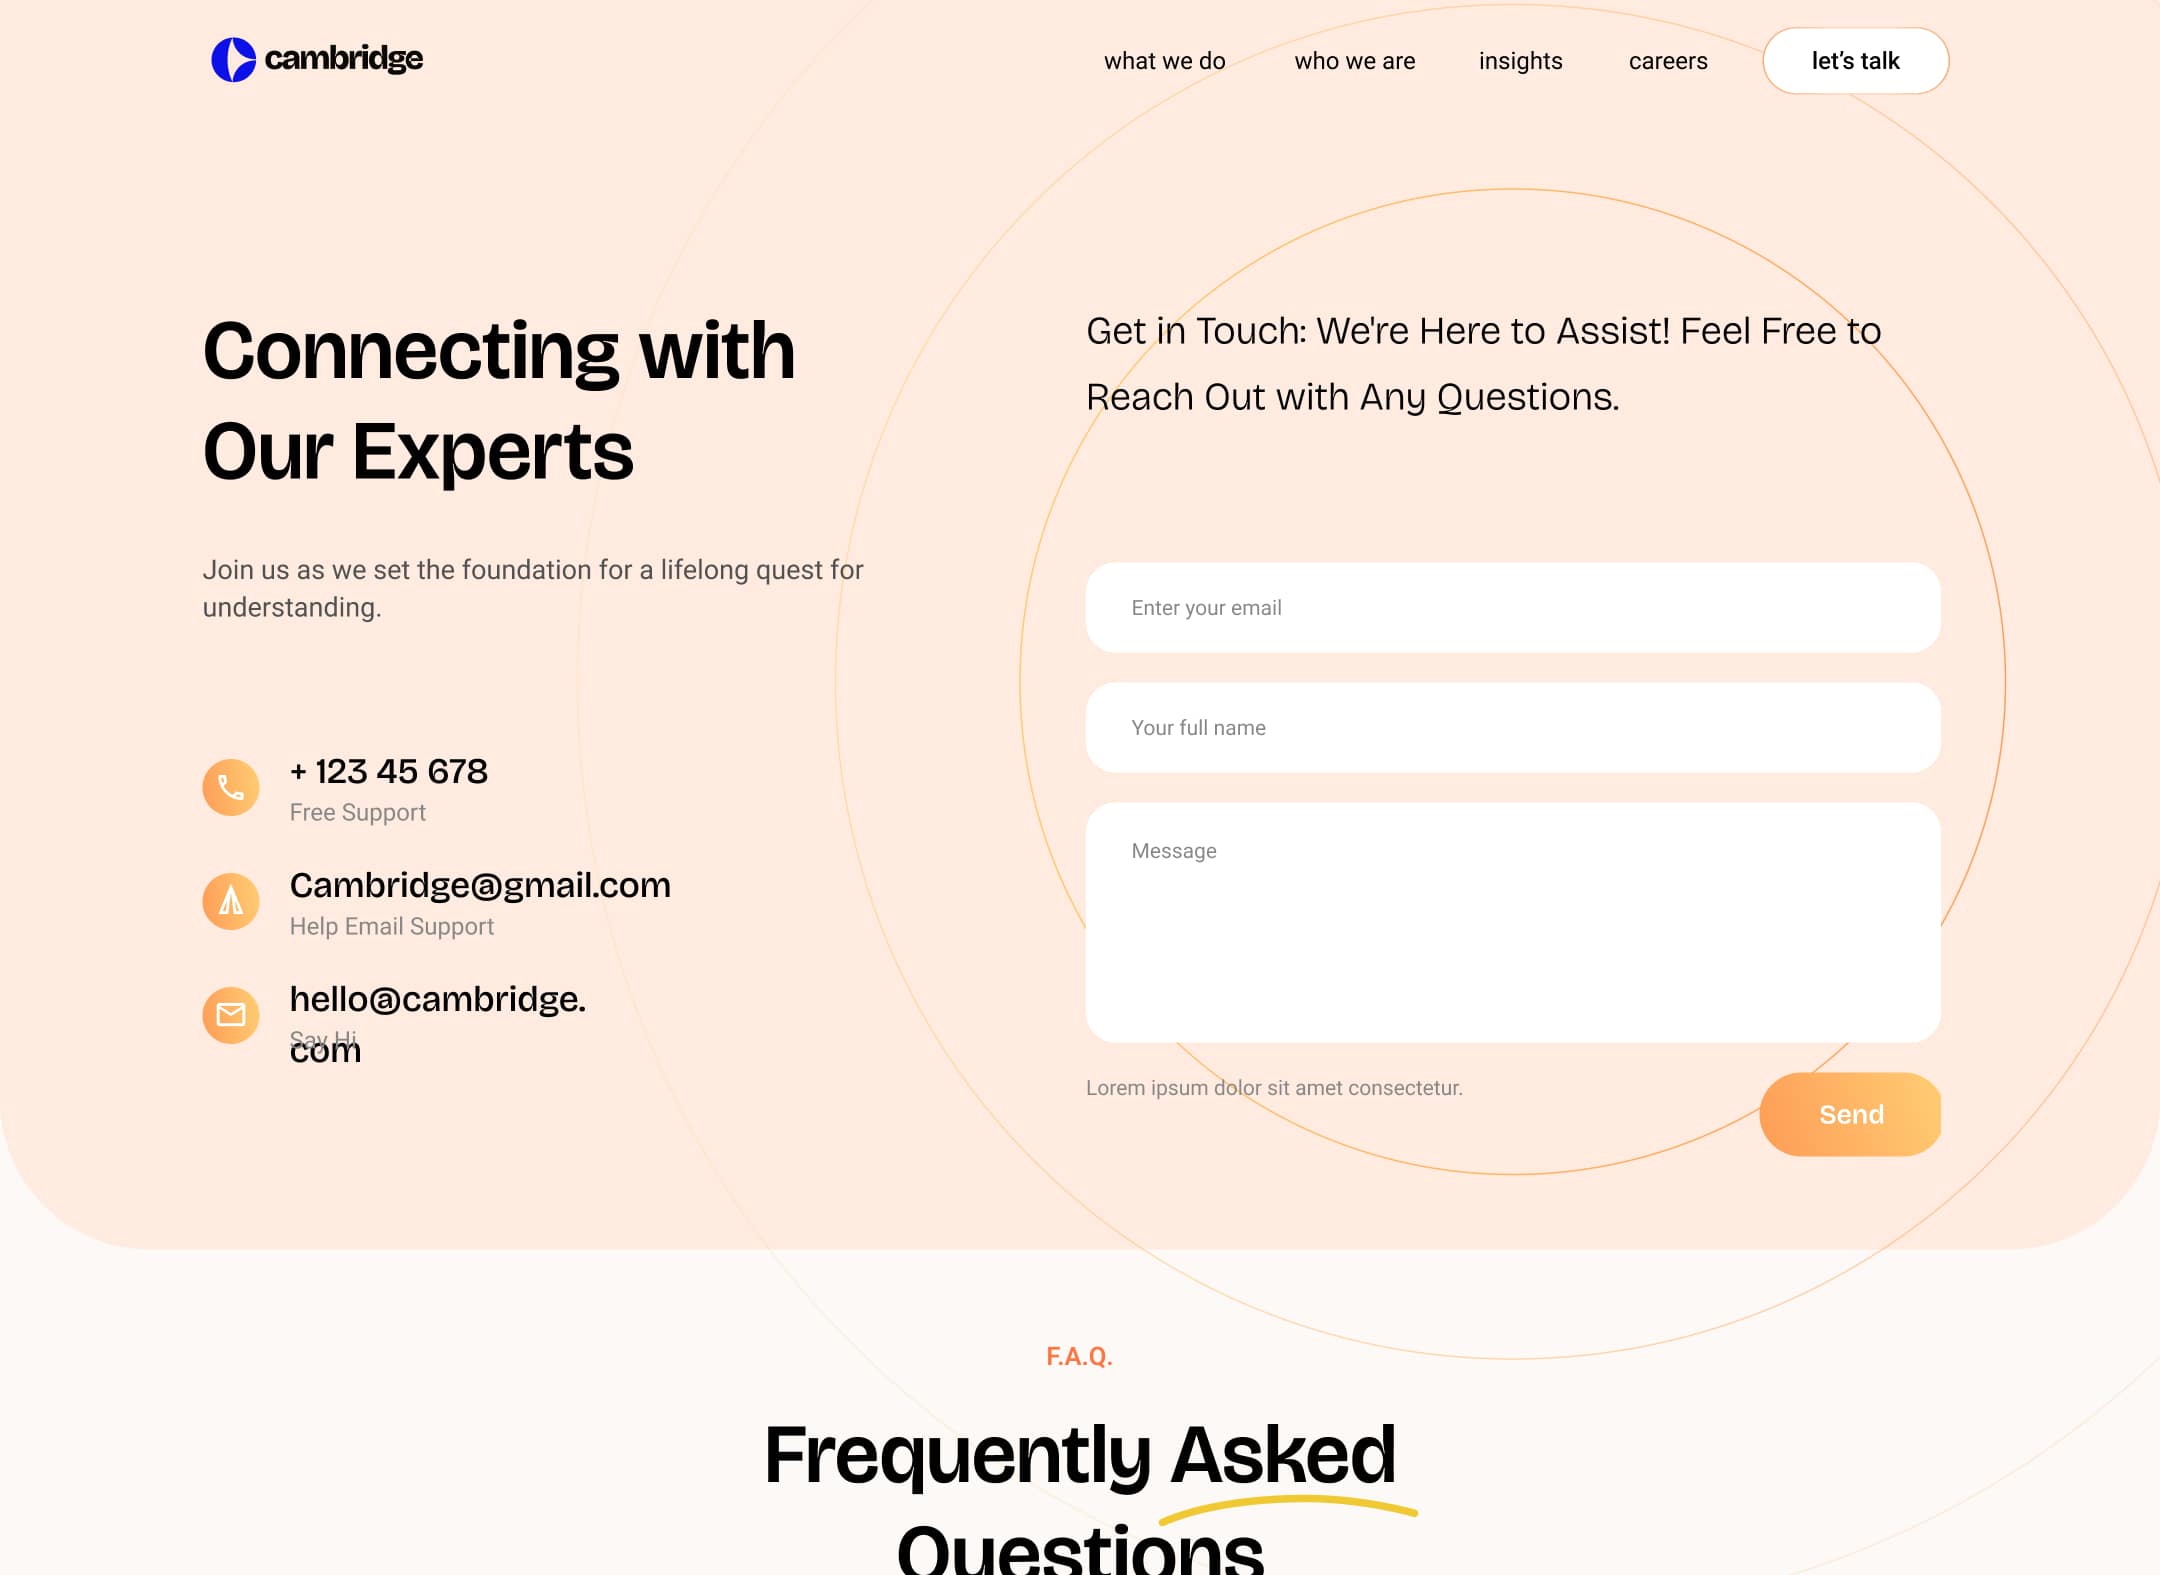 cambridge
what we do
who we are
insights
careers
let's talk
Connecting with
Our Experts
Join us as we set the foundation for a lifelong quest for
understanding.
+ 123 45 678
Free Support
Cambridge@gmail.com
Help Email Support
hello@cambridge.
com
Say Hi
Get in Touch: We're Here to Assist! Feel Free to
Reach Out with Any Questions.
Enter your email
Your full name
Message
Lorem ipsum dolor sit amet consectetur.
Send
F.A.Q.
Frequently Asked
Questions